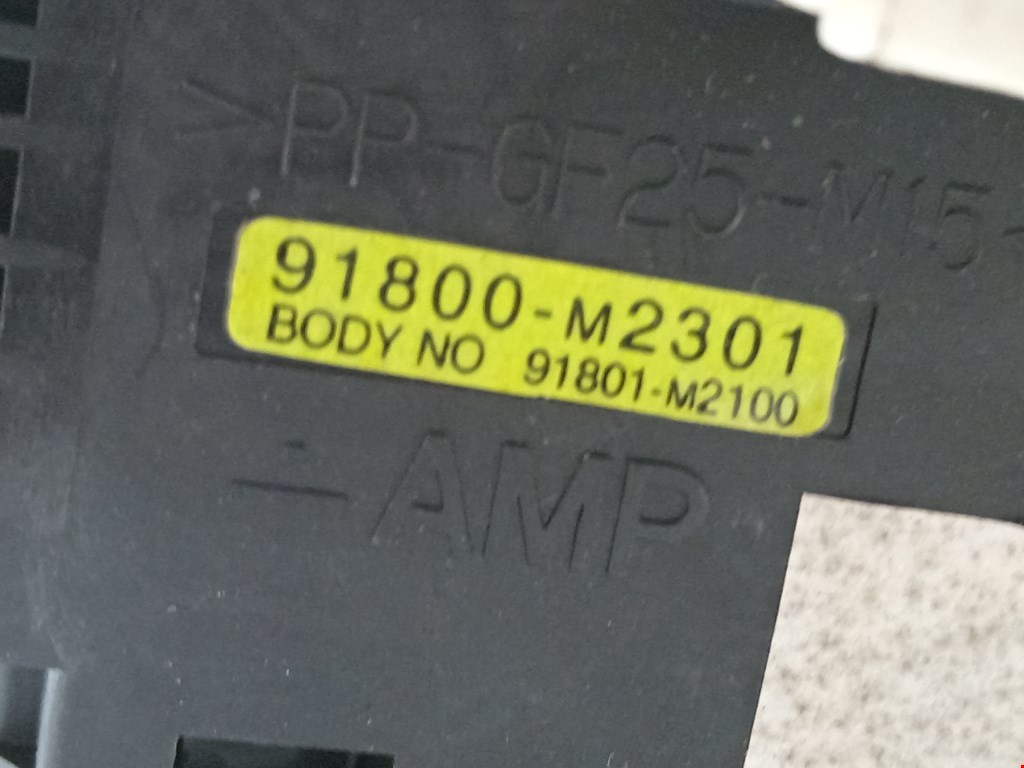 >PP-GF25-M15<
91800-M2301
BODY NO 91801-M2100
AMP